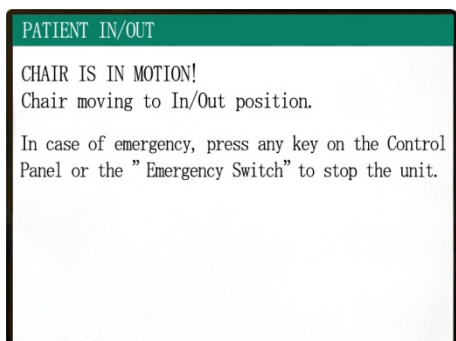 PATIENT IN/OUT
CHAIR IS IN MOTION!
Chair moving to In/Out position.
In case of emergency, press any key on the Control
Panel or the ” Emergency Switch” to stop the unit.